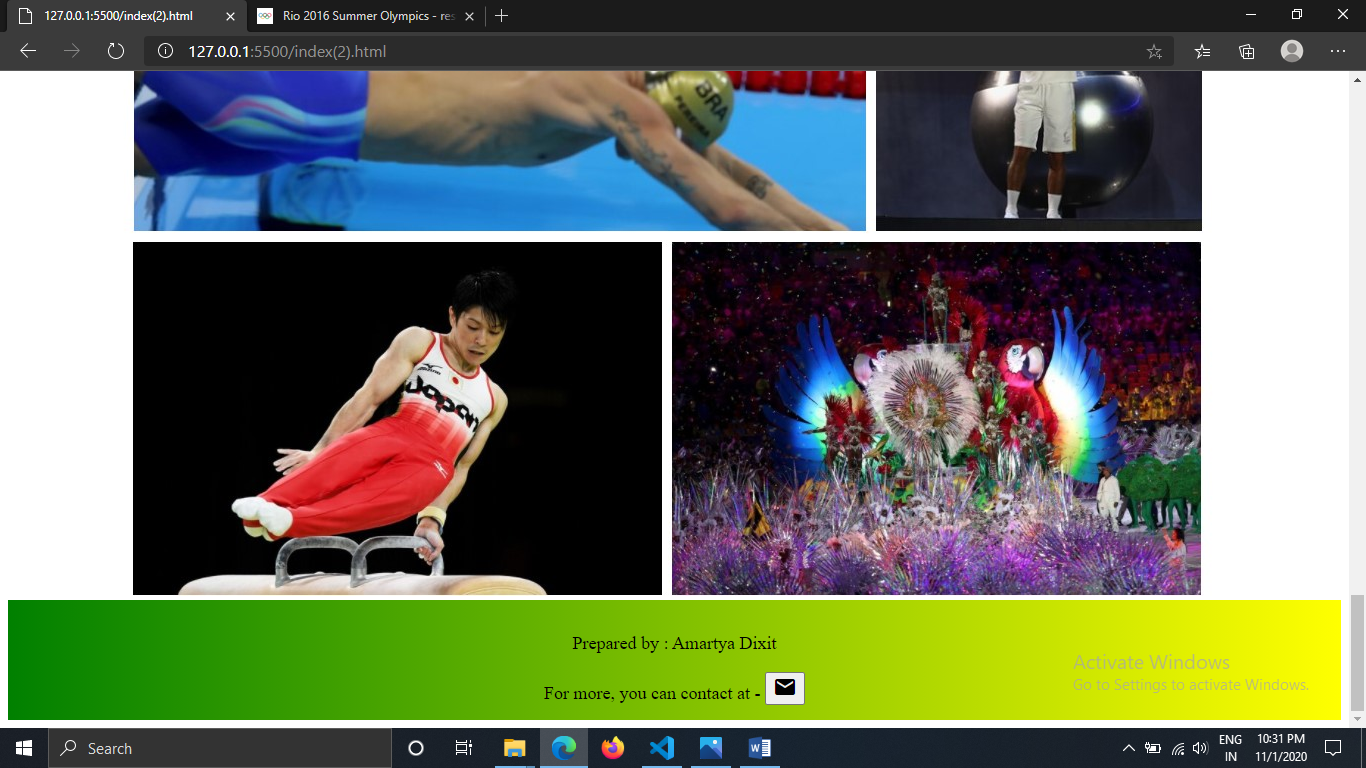 127.0.0.1:5500/index(2).html
Rio 2016 Summer Olympics - res
127.0.0.1:5500/index(2).html
BRA
PEREIRA
MIZUNO
Japan
Prepared by : Amartya Dixit
For more, you can contact at -
Activate Windows
Go to Settings to activate Windows.
Search
ENG
IN
10:31 PM
11/1/2020